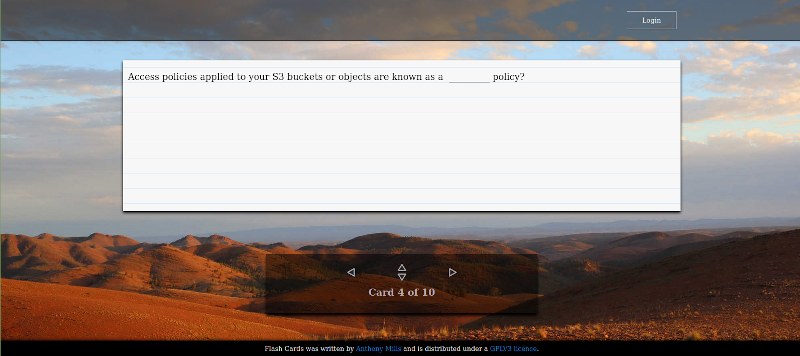 Login
Access policies applied to your S3 buckets or objects are known as a ________ policy?
Card 4 of 10
Flash Cards was written by Anthony Mills and is distributed under a GPLV3 licence.